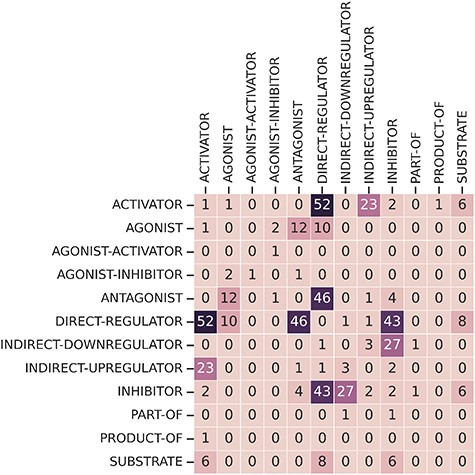 ACTIVATOR
AGONIST
AGONIST-ACTIVATOR
AGONIST-INHIBITOR
ANTAGONIST
DIRECT-REGULATOR
INDIRECT-DOWNREGULATOR
INDIRECT-UPREGULATOR
INHIBITOR
PART-OF
PRODUCT-OF
SUBSTRATE
ACTIVATOR 1 1 0 0 0 52 0 23 2 0 1 6
AGONIST 1 0 0 2 12 10 0 0 0 0 0 0
AGONIST-ACTIVATOR 0 0 0 1 0 0 0 0 0 0 0 0
AGONIST-INHIBITOR 0 2 1 0 1 0 0 0 0 0 0 0
ANTAGONIST 0 12 0 1 0 46 0 1 4 0 0 0
DIRECT-REGULATOR 52 10 0 0 46 0 1 1 43 0 0 8
INDIRECT-DOWNREGULATOR 0 0 0 0 0 1 0 3 27 1 0 0
INDIRECT-UPREGULATOR 23 0 0 0 1 1 3 0 2 0 0 0
INHIBITOR 2 0 0 0 4 43 27 2 2 1 0 6
PART-OF 0 0 0 0 0 0 1 0 1 0 0 0
PRODUCT-OF 1 0 0 0 0 0 0 0 0 0 0 0
SUBSTRATE 6 0 0 0 0 8 0 0 6 0 0 0